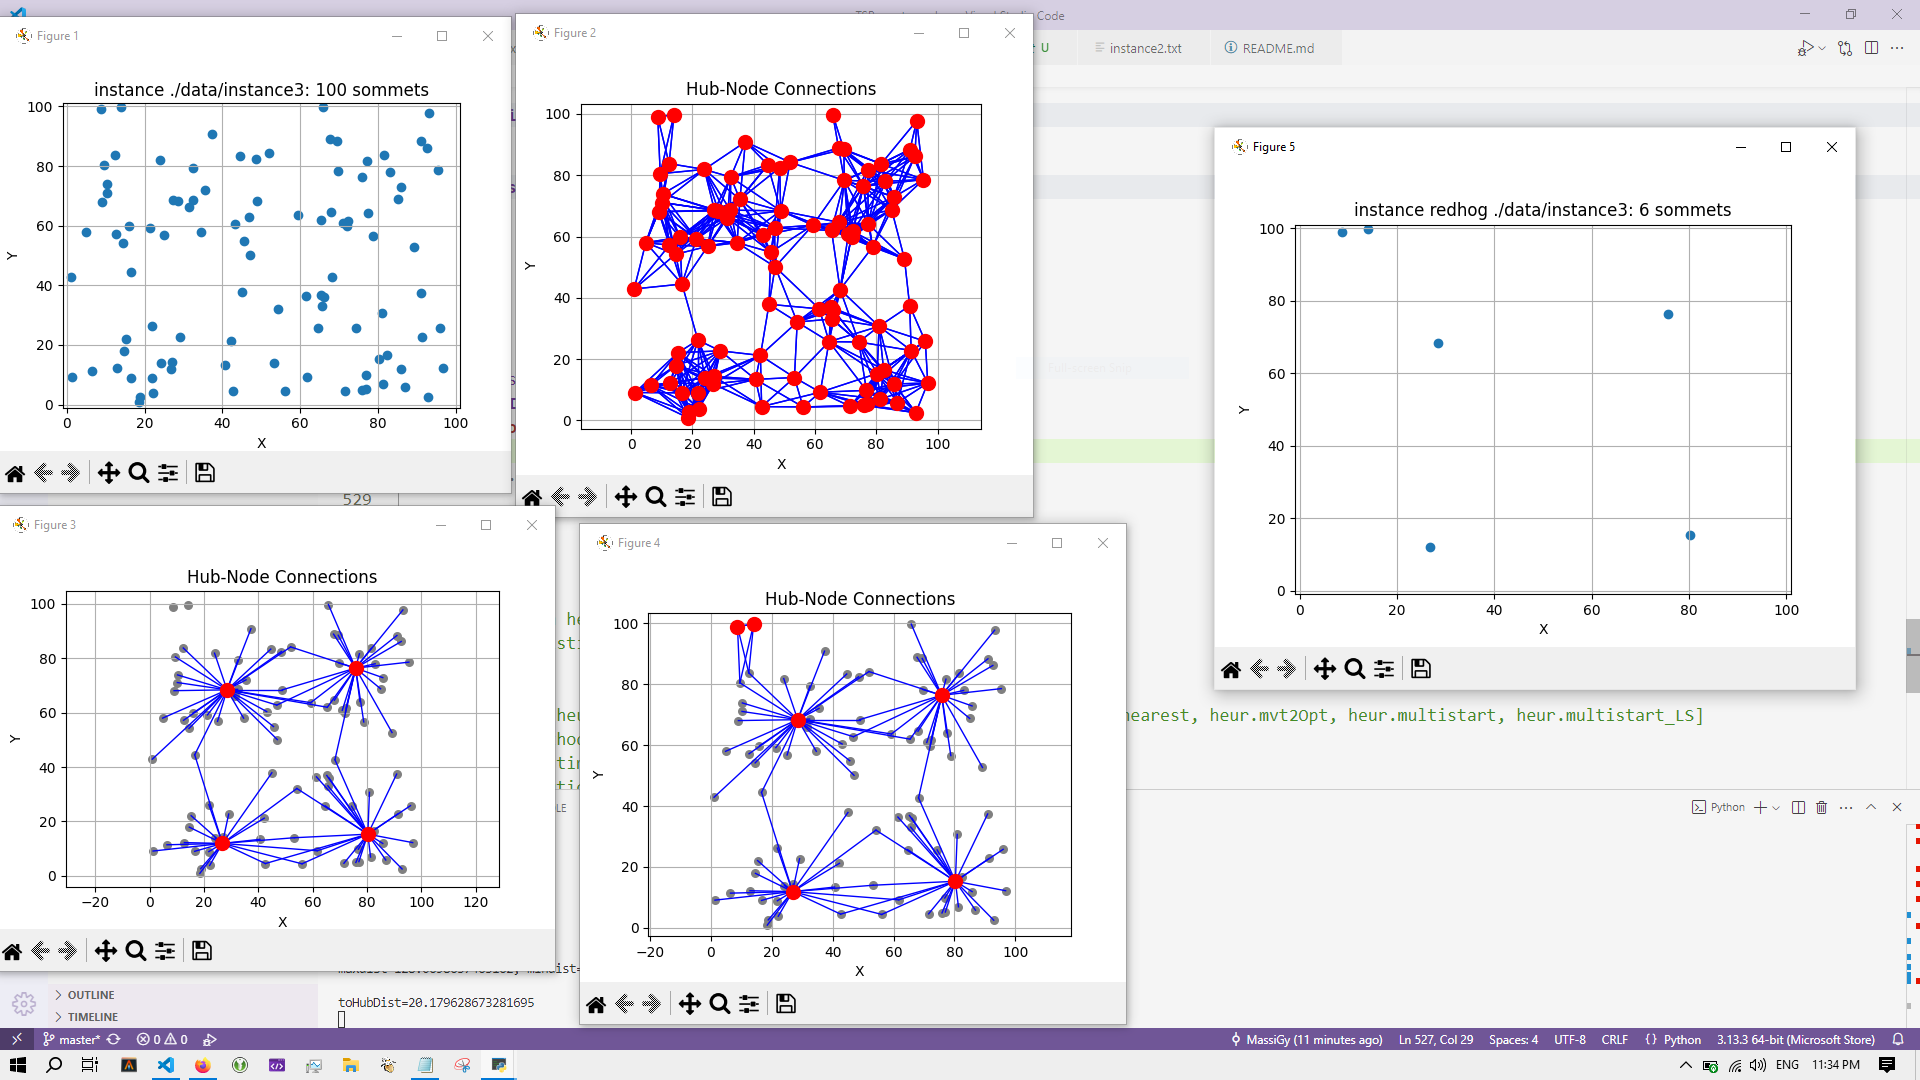 Figure 1
instance ./data/instance3: 100 sommets
100
80
60
40
20
0
Y
0 20 40 60 80 100
X
Figure 2
Hub-Node Connections
100
80
60
40
20
0
Y
0 20 40 60 80 100
X
Studio Code
U
instance2.txt
README.md
Figure 5
instance redhog ./data/instance3: 6 sommets
100
80
60
40
20
0
Y
0 20 40 60 80 100
X
529
Figure 3
Hub-Node Connections
100
80
60
40
20
0
Y
−20 0 20 40 60 80 100 120
X
Figure 4
Hub-Node Connections
100
80
60
40
20
0
Y
−20 0 20 40 60 80 100
X
nearest, heur.mvt2Opt, heur.multistart, heur.multistart_LS]
Python
OUTLINE
TIMELINE
toHubDist=20.179628673281695
master* 0 0
MassiGy (11 minutes ago) Ln 527, Col 29 Spaces: 4 UTF-8 CRLF {} Python 3.13.3 64-bit (Microsoft Store)
ENG 11:34 PM